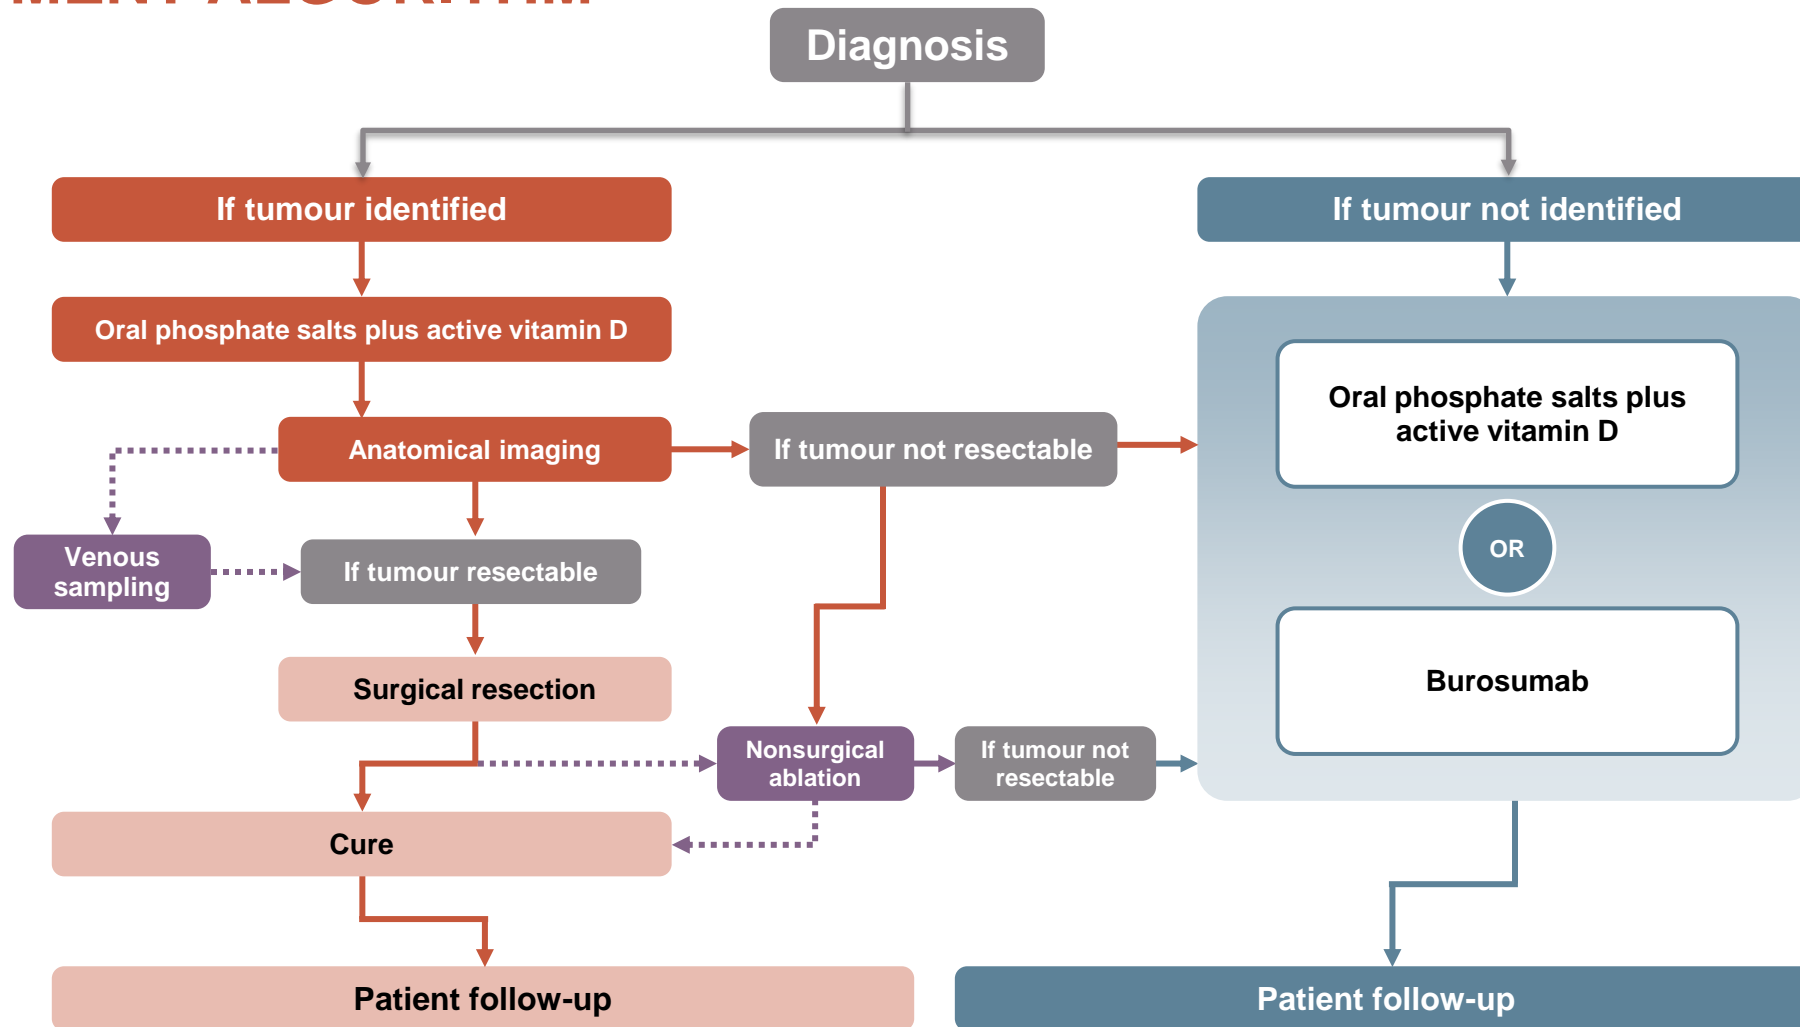 Diagnosis
If tumour identified
If tumour not identified
Oral phosphate salts plus active vitamin D
Oral phosphate salts plus
active vitamin D
Anatomical imaging
If tumour not resectable
Venous
sampling
If tumour resectable
OR
Surgical resection
Burosumab
Nonsurgical
ablation
If tumour not
resectable
Cure
Patient follow-up
Patient follow-up